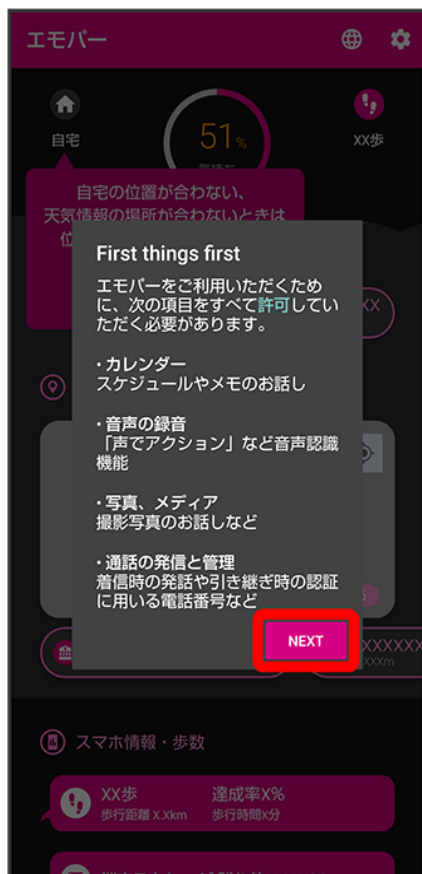 エモパー
自宅
51%
XX歩
自宅の位置が合わない、
天気情報の場所が合わないときは
First things first
エモパーをご利用いただくため
に、次の項目をすべて許可してい
ただく必要があります。
・カレンダー
スケジュールやメモのお話し
・音声の録音
「声でアクション」など音声認識
機能
・写真、メディア
撮影写真のお話しなど
・通話の発信と管理
着信時の発話や引き継ぎ時の認証
に用いる電話番号など
NEXT
XXXXXX
XXXm
スマホ情報・歩数
XX歩 達成率X%
歩行距離 X.Xkm 歩行時間X分